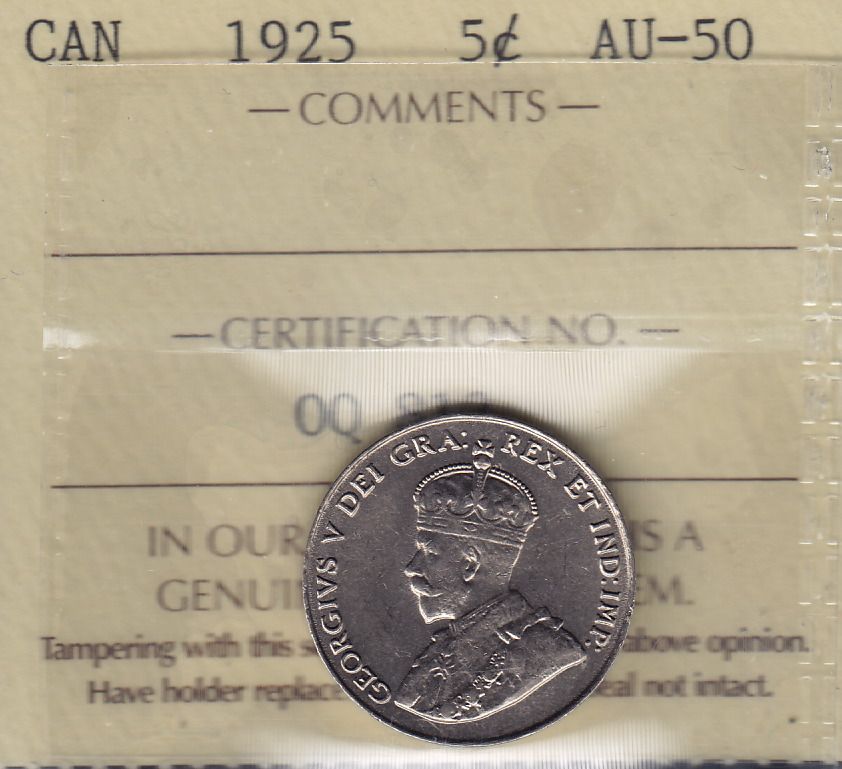 CAN 1925 5¢ AU-50
— COMMENTS —
— CERTIFICATION NO. —
OQ
GEORGIVS V DEI GRA: REX ET IND: IMP:
IN OUR IS A
GENUI EM.
Tampering with this above opinion.
Have holder replace eal not intact.